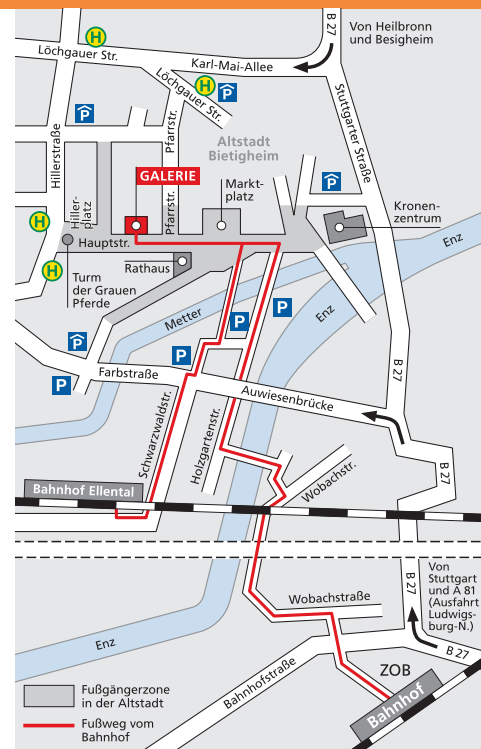 H
Löchgauer Str.
Karl-Mai-Allee
B 27
Von Heilbronn
und Besigheim
H
P
Löchgauer Str.
P
Hillerstraße
Pfarrstr.
Altstadt
Bietigheim
Stuttgarter Straße
GALERIE
Markt-
platz
P
Kronen-
zentrum
H
Hiller-
platz
Pfarrstr.
Hauptstr.
Enz
H
Rathaus
Turm
der Grauen
Pferde
Metter
P
P
Enz
P
Farbstraße
P
P
B 27
Auwiesenbrücke
Schwarzwaldstr.
Holzgartenstr.
B 27
Wobachstr.
Bahnhof Ellental
Von
Stuttgart
und A 81
(Ausfahrt
Ludwigs-
burg-N.)
B 27
Wobachstraße
Enz
B 27
Bahnhofstraße
ZOB
Bahnhof
Fußgängerzone
in der Altstadt
Fußweg vom
Bahnhof